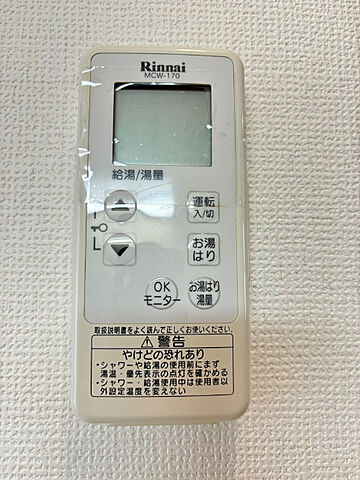 Rinnai
MCW-170
給湯/湯量
運転
入/切
お湯
はり
OK
モニター
お湯はり
湯量
取扱説明書をよく読んで正しくお使いください。
⚠警告
やけどの恐れあり
・シャワーや給湯の使用前にまず
湯温・優先表示の点灯を確かめる
・シャワー・給湯使用中は使用者以
外設定温度を変えない